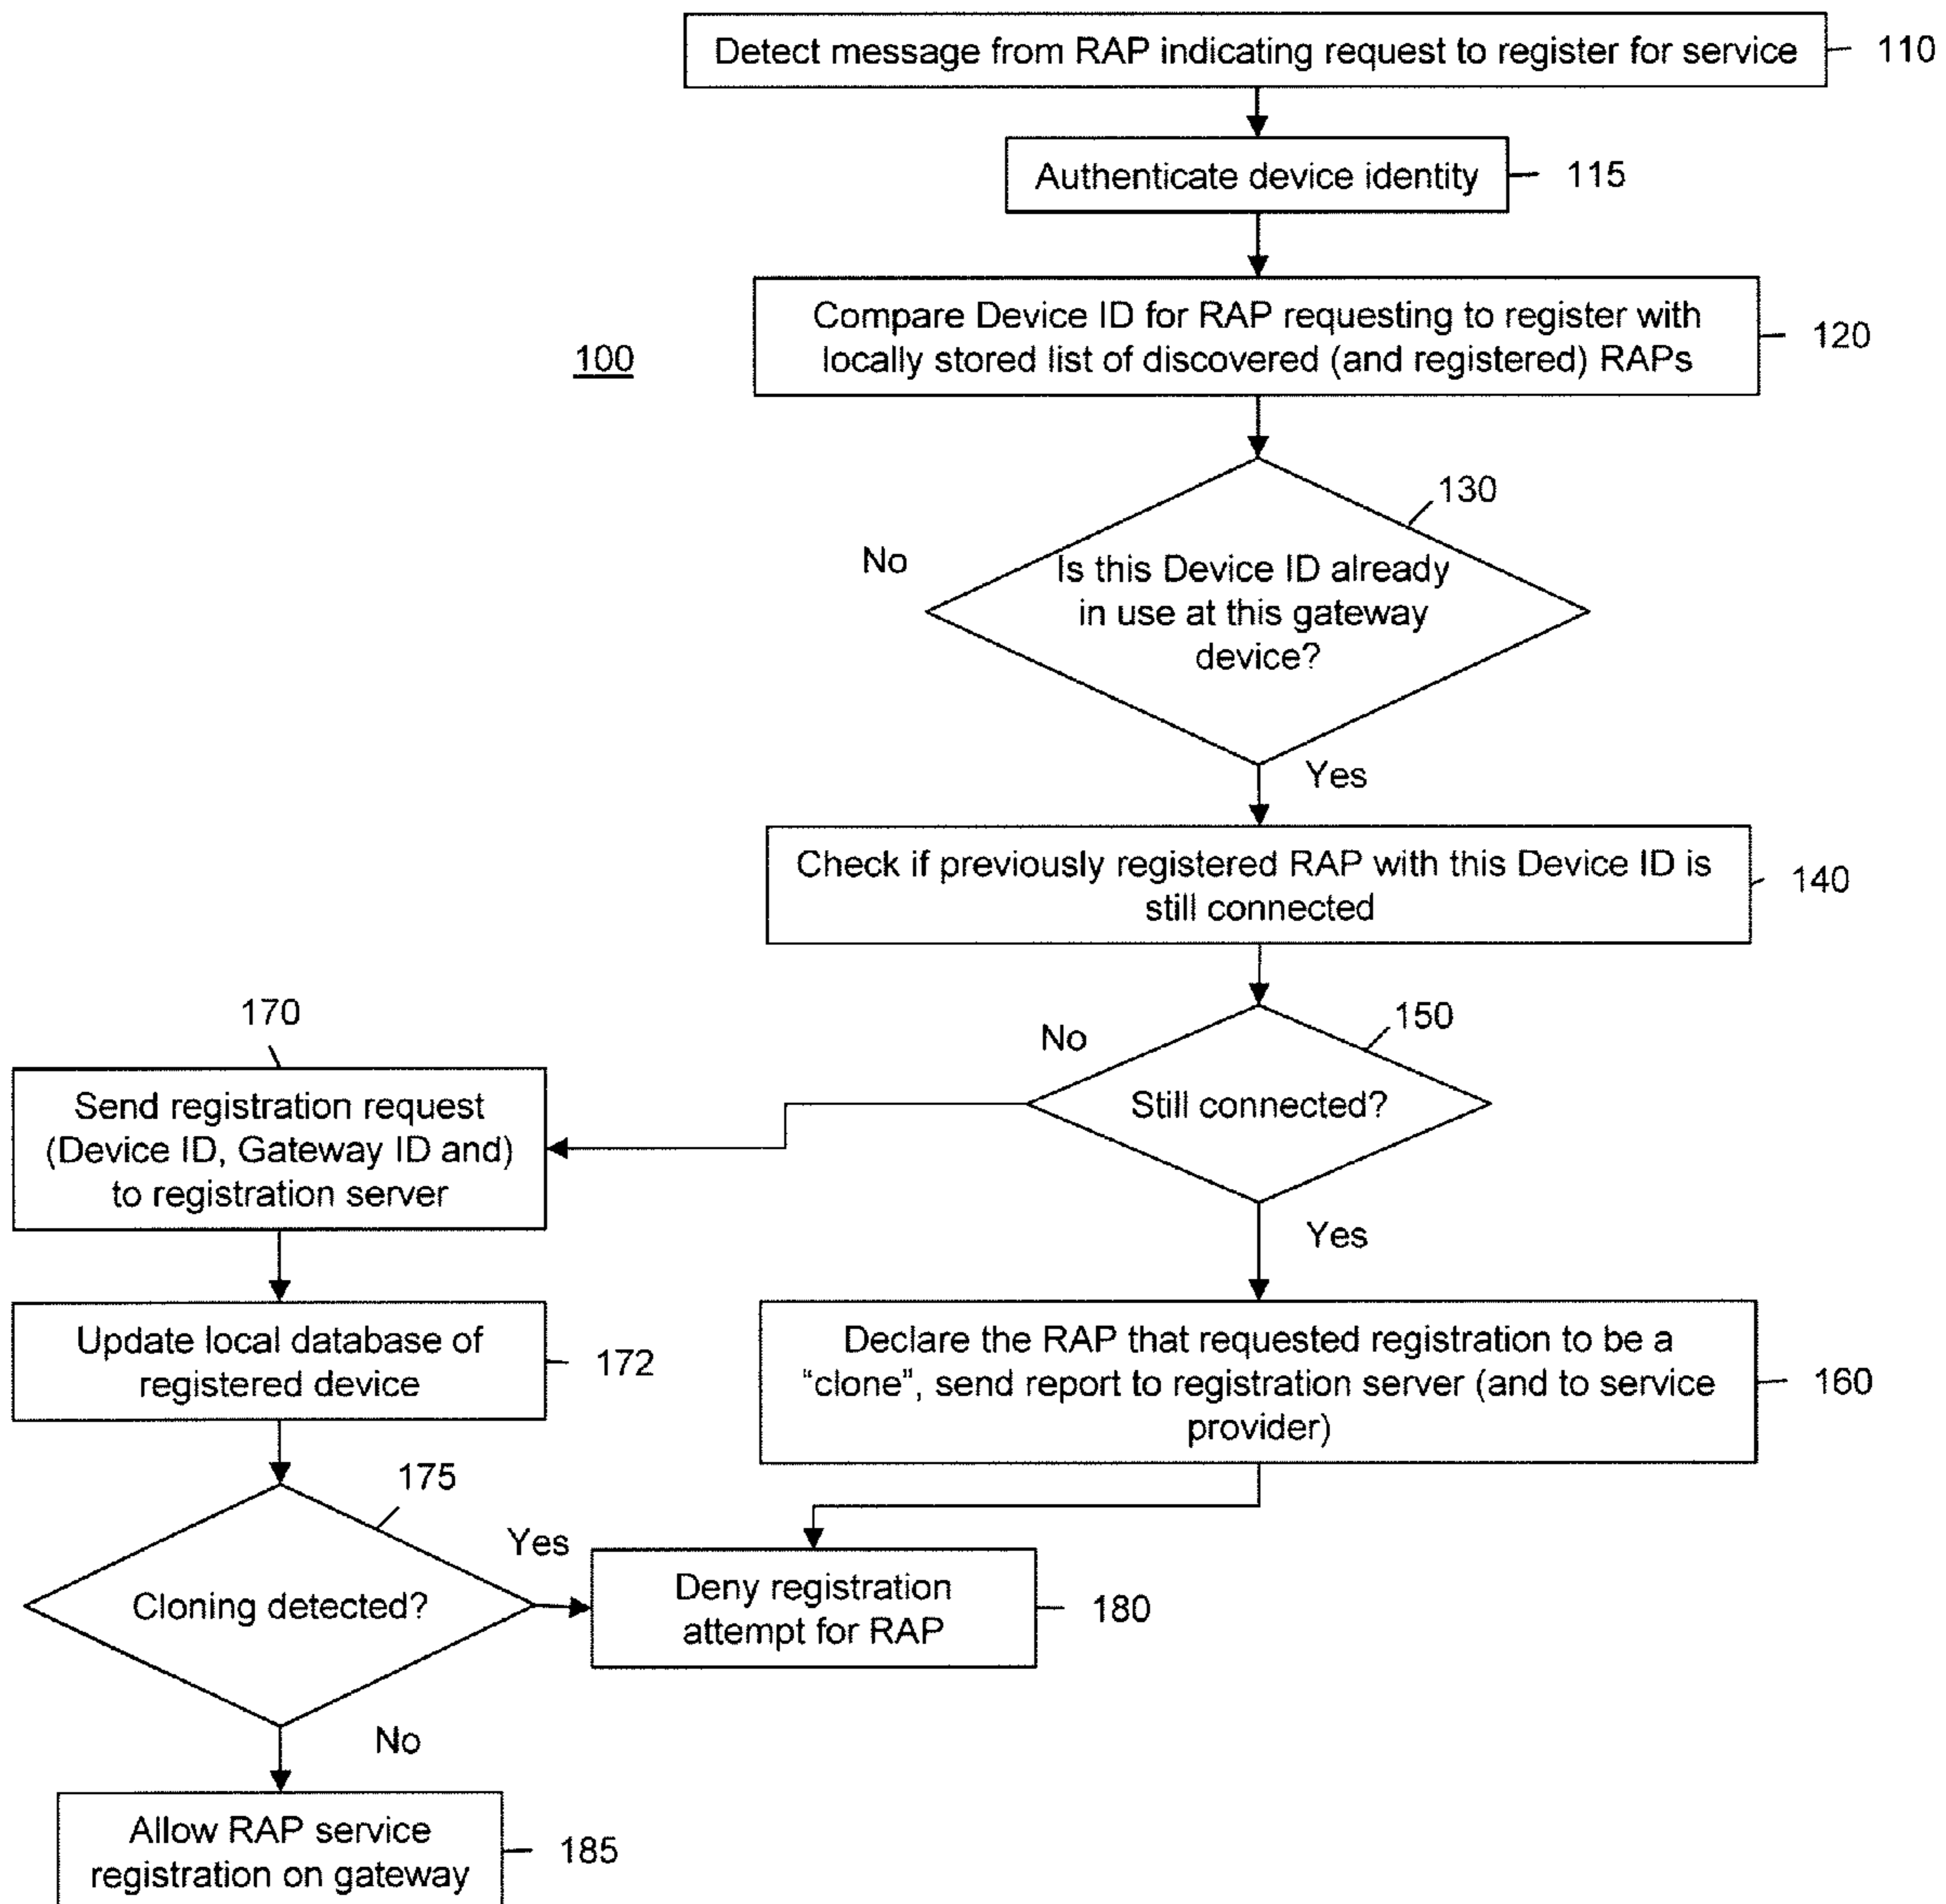 Detect message from RAP indicating request to register for service
110
Authenticate device identity
115
Compare Device ID for RAP requesting to register with
locally stored list of discovered (and registered) RAPs
120
100
130
No
Is this Device ID already
in use at this gateway
device?
Yes
Check if previously registered RAP with this Device ID is
still connected
140
150
No
Still connected?
Yes
170
Send registration request
(Device ID, Gateway ID and)
to registration server
Update local database of
registered device
172
Declare the RAP that requested registration to be a
“clone”, send report to registration server (and to service
provider)
160
175
Yes
Cloning detected?
Deny registration
attempt for RAP
180
No
Allow RAP service
registration on gateway
185